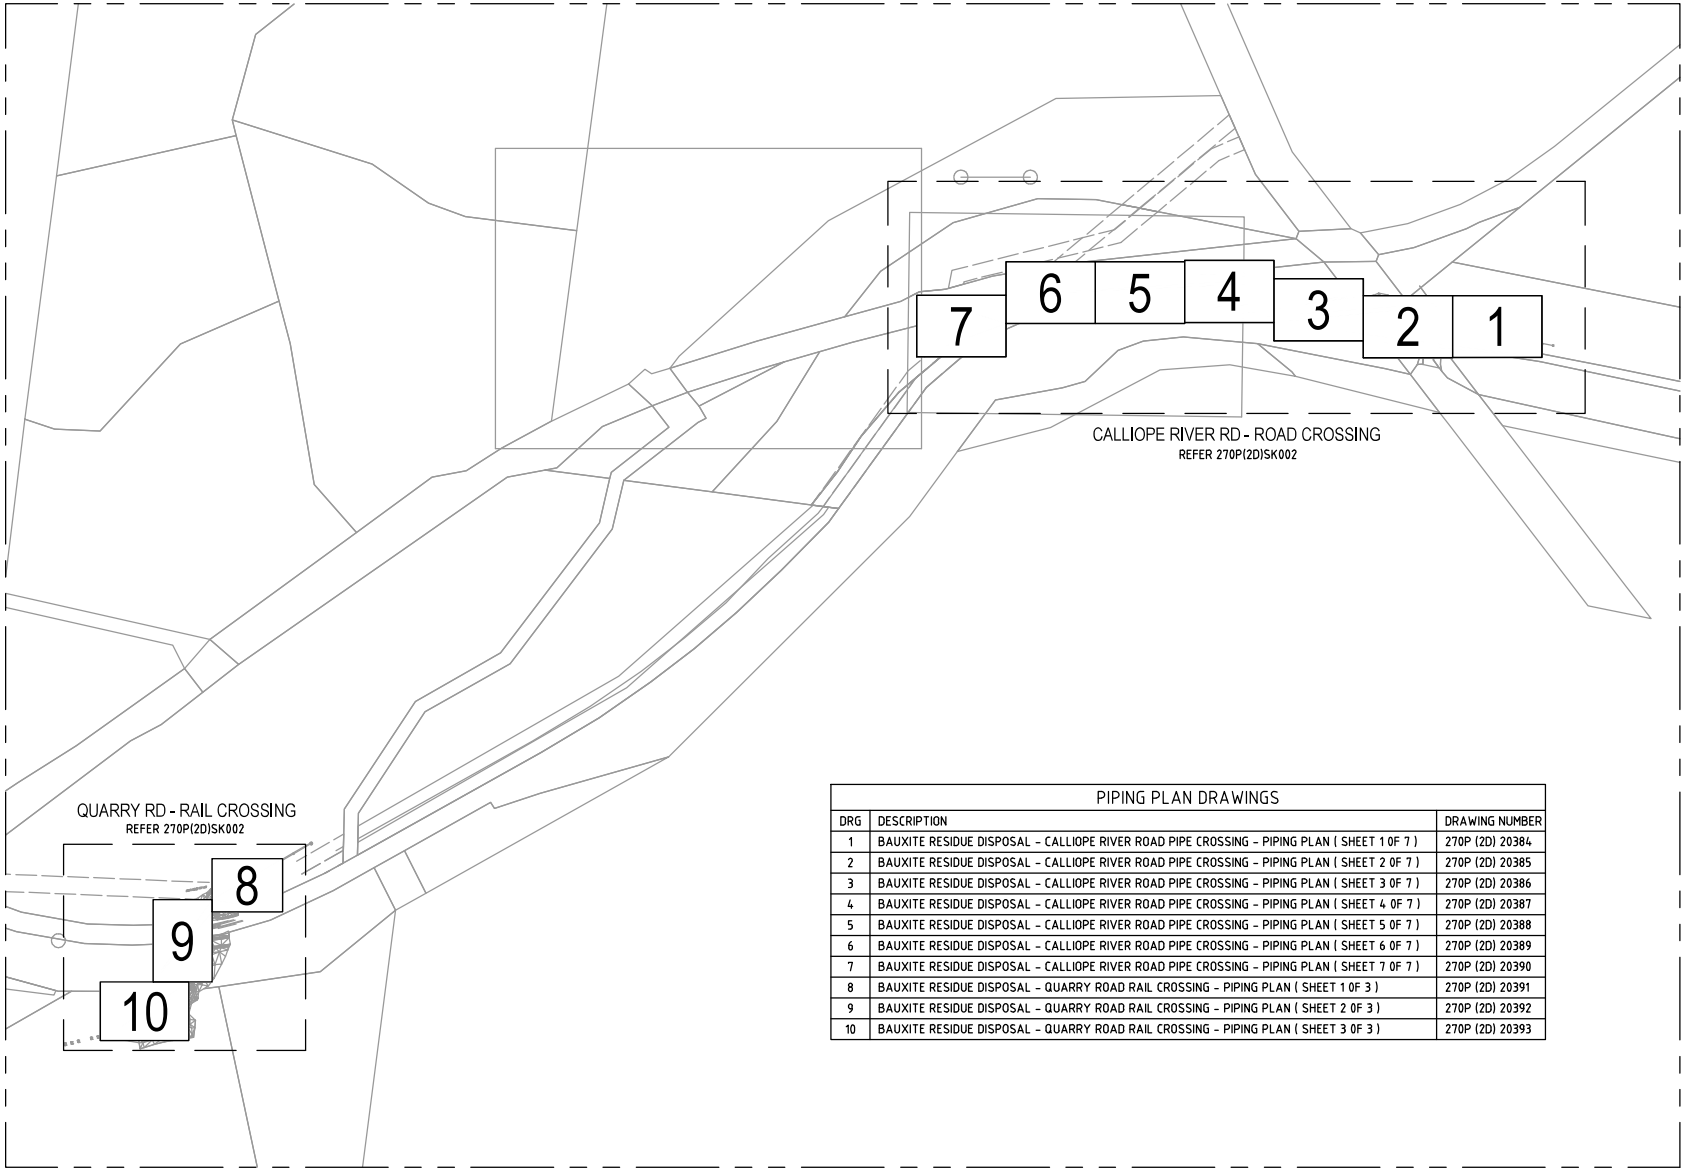 6
5
4
3
7
2
1
CALLIOPE RIVER RD - ROAD CROSSING
REFER 270P(2D)SK002
QUARRY RD - RAIL CROSSING
REFER 270P(2D)SK002
8
9
10
PIPING PLAN DRAWINGS
DRG DESCRIPTION DRAWING NUMBER
1 BAUXITE RESIDUE DISPOSAL - CALLIOPE RIVER ROAD PIPE CROSSING - PIPING PLAN ( SHEET 1 OF 7 ) 270P (2D) 20384
2 BAUXITE RESIDUE DISPOSAL - CALLIOPE RIVER ROAD PIPE CROSSING - PIPING PLAN ( SHEET 2 OF 7 ) 270P (2D) 20385
3 BAUXITE RESIDUE DISPOSAL - CALLIOPE RIVER ROAD PIPE CROSSING - PIPING PLAN ( SHEET 3 OF 7 ) 270P (2D) 20386
4 BAUXITE RESIDUE DISPOSAL - CALLIOPE RIVER ROAD PIPE CROSSING - PIPING PLAN ( SHEET 4 OF 7 ) 270P (2D) 20387
5 BAUXITE RESIDUE DISPOSAL - CALLIOPE RIVER ROAD PIPE CROSSING - PIPING PLAN ( SHEET 5 OF 7 ) 270P (2D) 20388
6 BAUXITE RESIDUE DISPOSAL - CALLIOPE RIVER ROAD PIPE CROSSING - PIPING PLAN ( SHEET 6 OF 7 ) 270P (2D) 20389
7 BAUXITE RESIDUE DISPOSAL - CALLIOPE RIVER ROAD PIPE CROSSING - PIPING PLAN ( SHEET 7 OF 7 ) 270P (2D) 20390
8 BAUXITE RESIDUE DISPOSAL - QUARRY ROAD RAIL CROSSING - PIPING PLAN ( SHEET 1 OF 3 ) 270P (2D) 20391
9 BAUXITE RESIDUE DISPOSAL - QUARRY ROAD RAIL CROSSING - PIPING PLAN ( SHEET 2 OF 3 ) 270P (2D) 20392
10 BAUXITE RESIDUE DISPOSAL - QUARRY ROAD RAIL CROSSING - PIPING PLAN ( SHEET 3 OF 3 ) 270P (2D) 20393